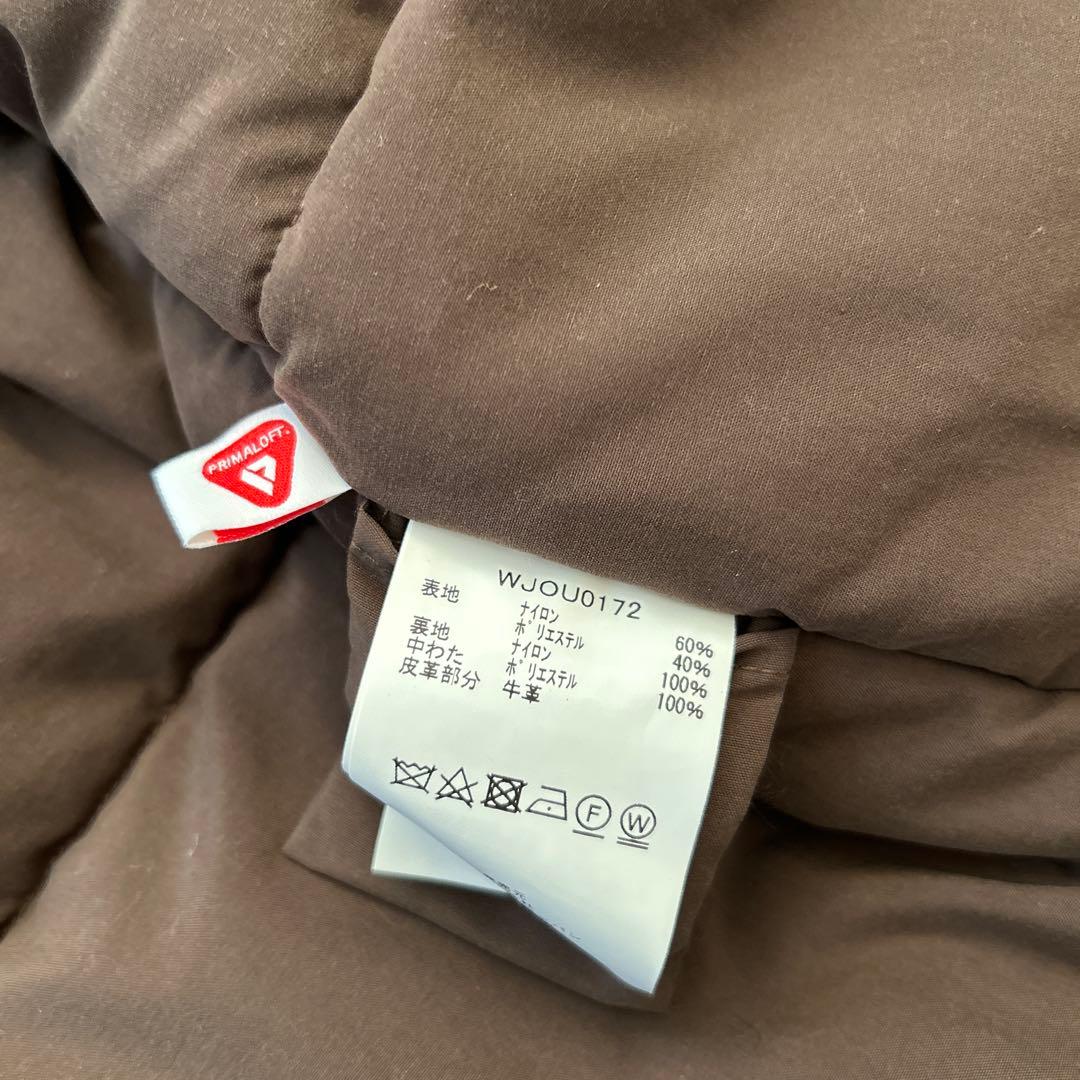 PRIMALOFT
WJOU0172
表地 ナイロン 60%
ポリエステル 40%
裏地 ナイロン 100%
中わた ポリエステル 100%
皮革部分 牛革
F W